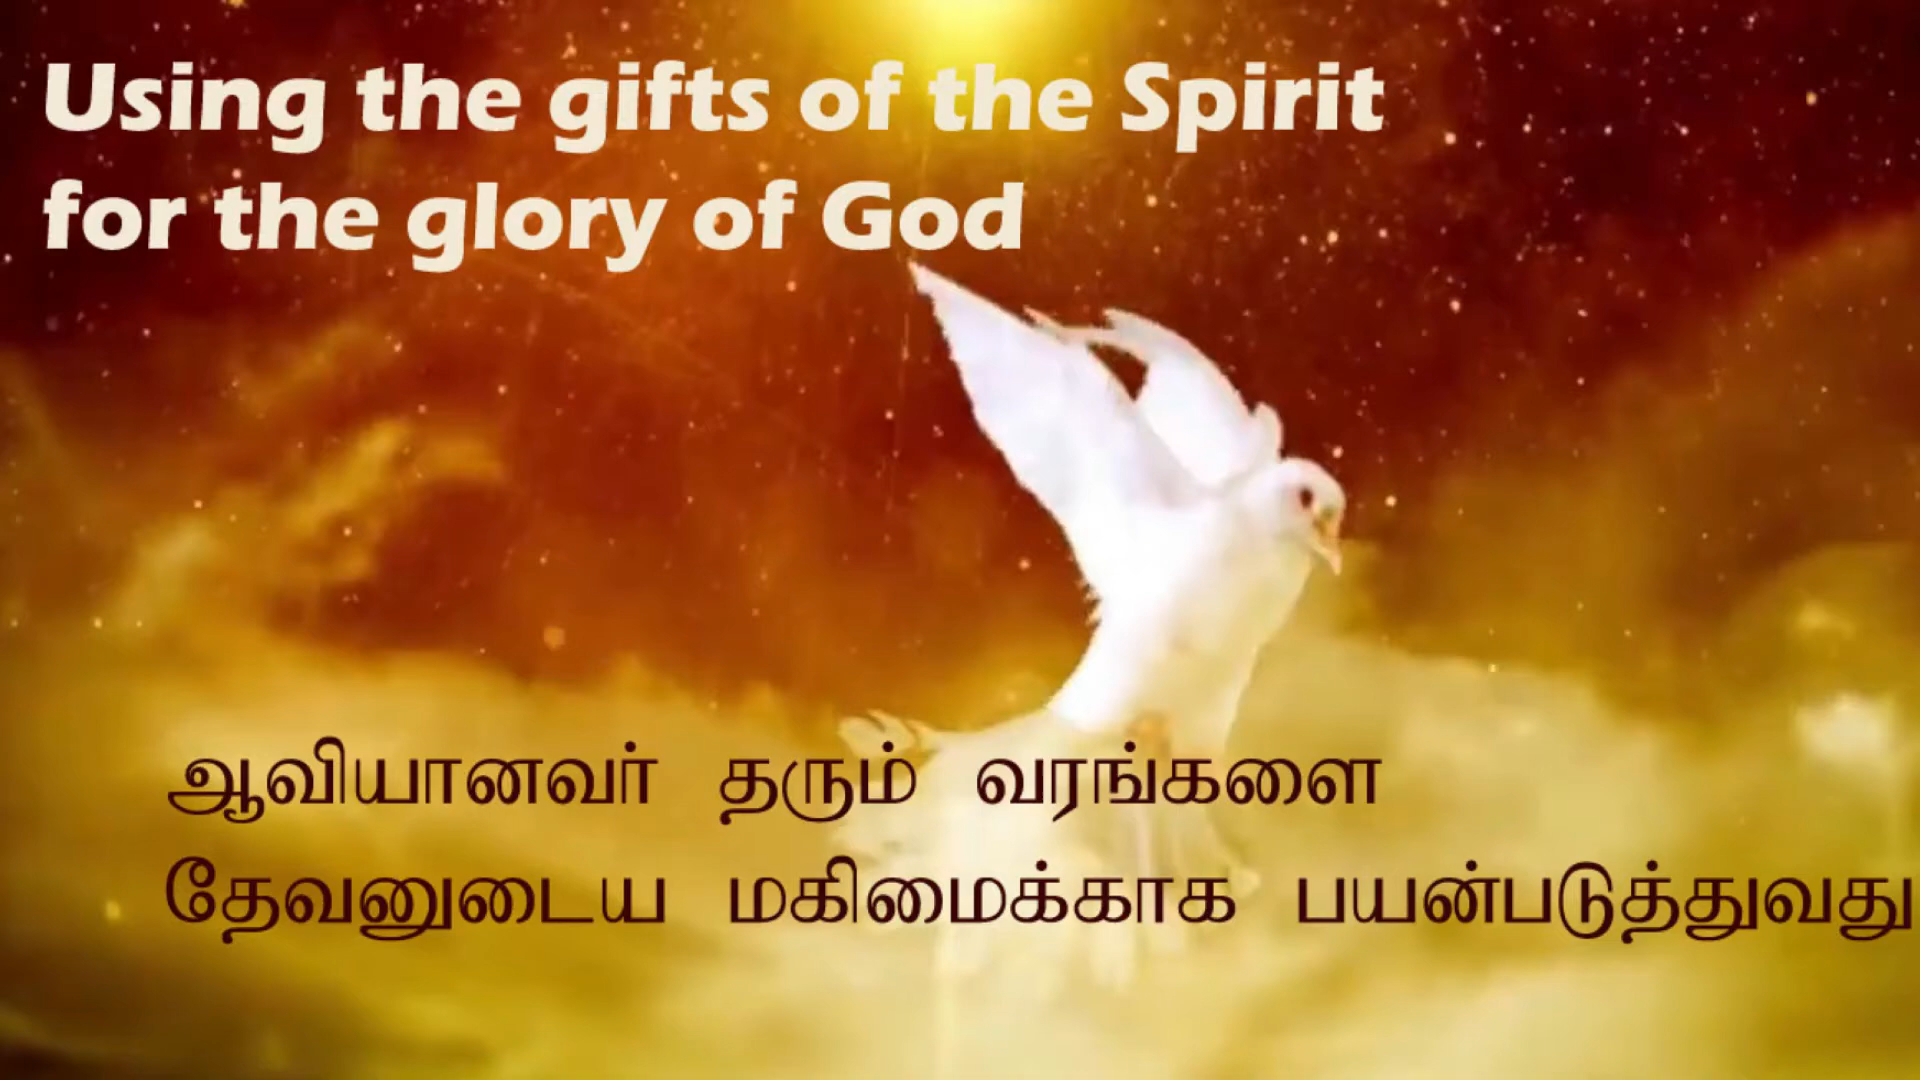 Using the gifts of the Spirit
for the glory of God
ஆவியானவர் தரும் வரங்களை
தேவனுடைய மகிமைக்காக பயன்படுத்துவது